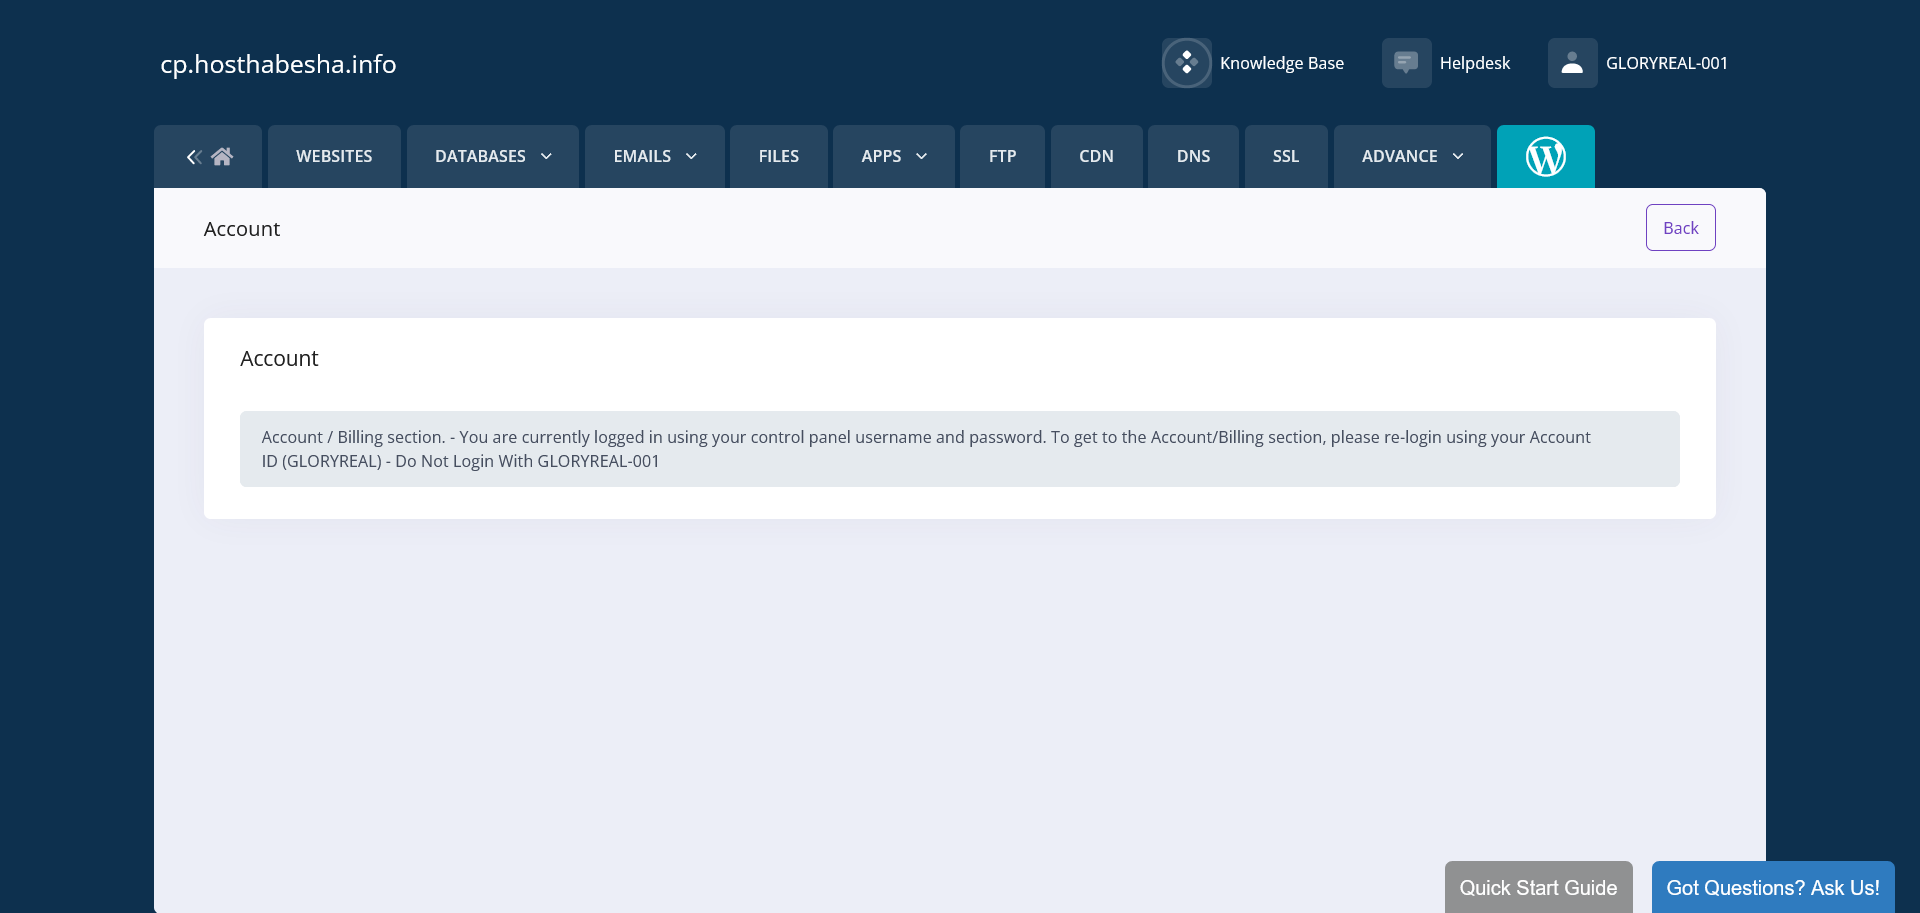 cp.hosthabesha.info
Knowledge Base
Helpdesk
GLORYREAL-001
WEBSITES
DATABASES
EMAILS
FILES
APPS
FTP
CDN
DNS
SSL
ADVANCE
Account
Back
Account
Account / Billing section. - You are currently logged in using your control panel username and password. To get to the Account/Billing section, please re-login using your Account
ID (GLORYREAL) - Do Not Login With GLORYREAL-001
Quick Start Guide
Got Questions? Ask Us!